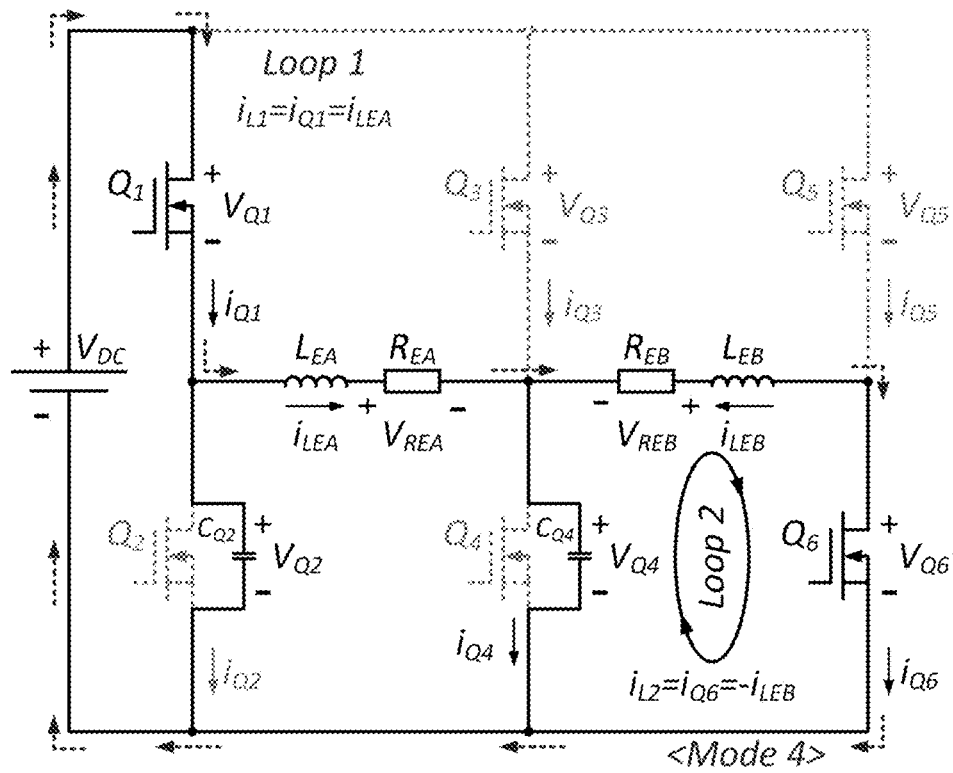 Loop 1
iL1=iQ1=iLEA
Q1
+
VQ1
-
Q3
+
VQ3
-
Q5
+
VQ5
-
iQ1
iQ3
iQ5
+
VDC
-
LEA
REA
REB
LEB
iLEA
+
VREA
-
-
VREB
+
iLEB
Q2
CQ2
+
VQ2
-
Q4
CQ4
+
VQ4
-
Loop 2
Q6
+
VQ6
-
iQ2
iQ4
iL2=iQ6=-iLEB
iQ6
<Mode 4>